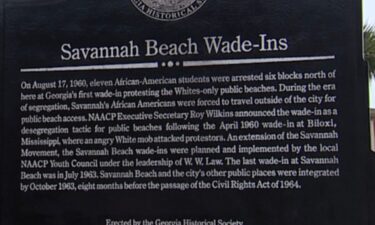 Savannah Beach Wade-Ins
On August 17, 1960, eleven African-American students were arrested six blocks north of
here at Georgia's first wade-in protesting the Whites-only public beaches. During the era
of segregation, Savannah's African Americans were forced to travel outside of the city for
public beach access. NAACP Executive Secretary Roy Wilkins announced the wade-in as a
desegregation tactic for public beaches following the April 1960 wade-in at Biloxi,
Mississippi, where an angry White mob attacked protestors. An extension of the Savannah
Movement, the Savannah Beach wade-ins were planned and implemented by the local
NAACP Youth Council under the leadership of W. W. Law. The last wade-in at Savannah
Beach was in July 1963. Savannah Beach and the city's other public places were integrated
by October 1963, eight months before the passage of the Civil Rights Act of 1964.
Erected by the Georgia Historical Society